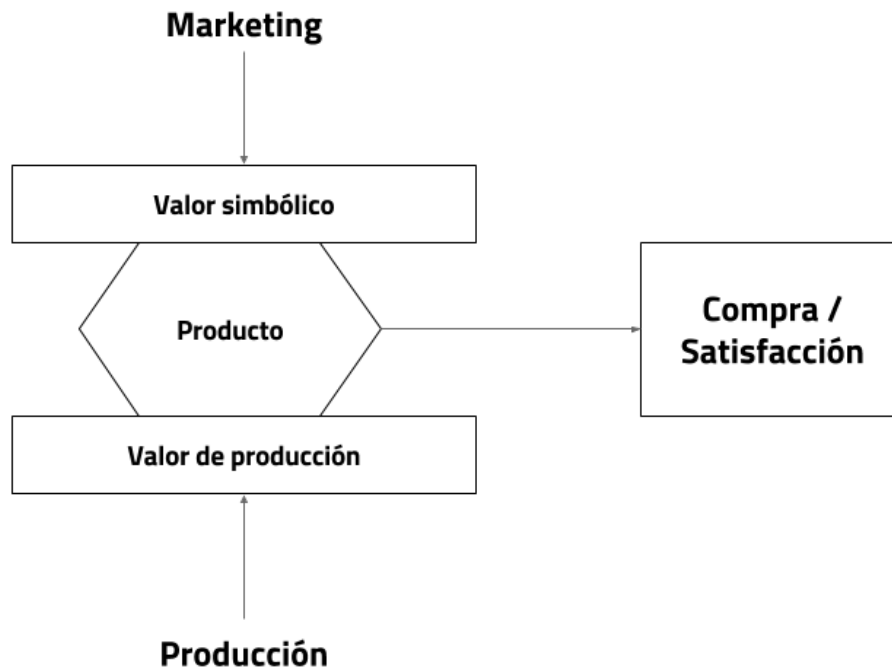 Marketing
Valor simbólico
Producto
Compra /
Satisfacción
Valor de producción
Producción